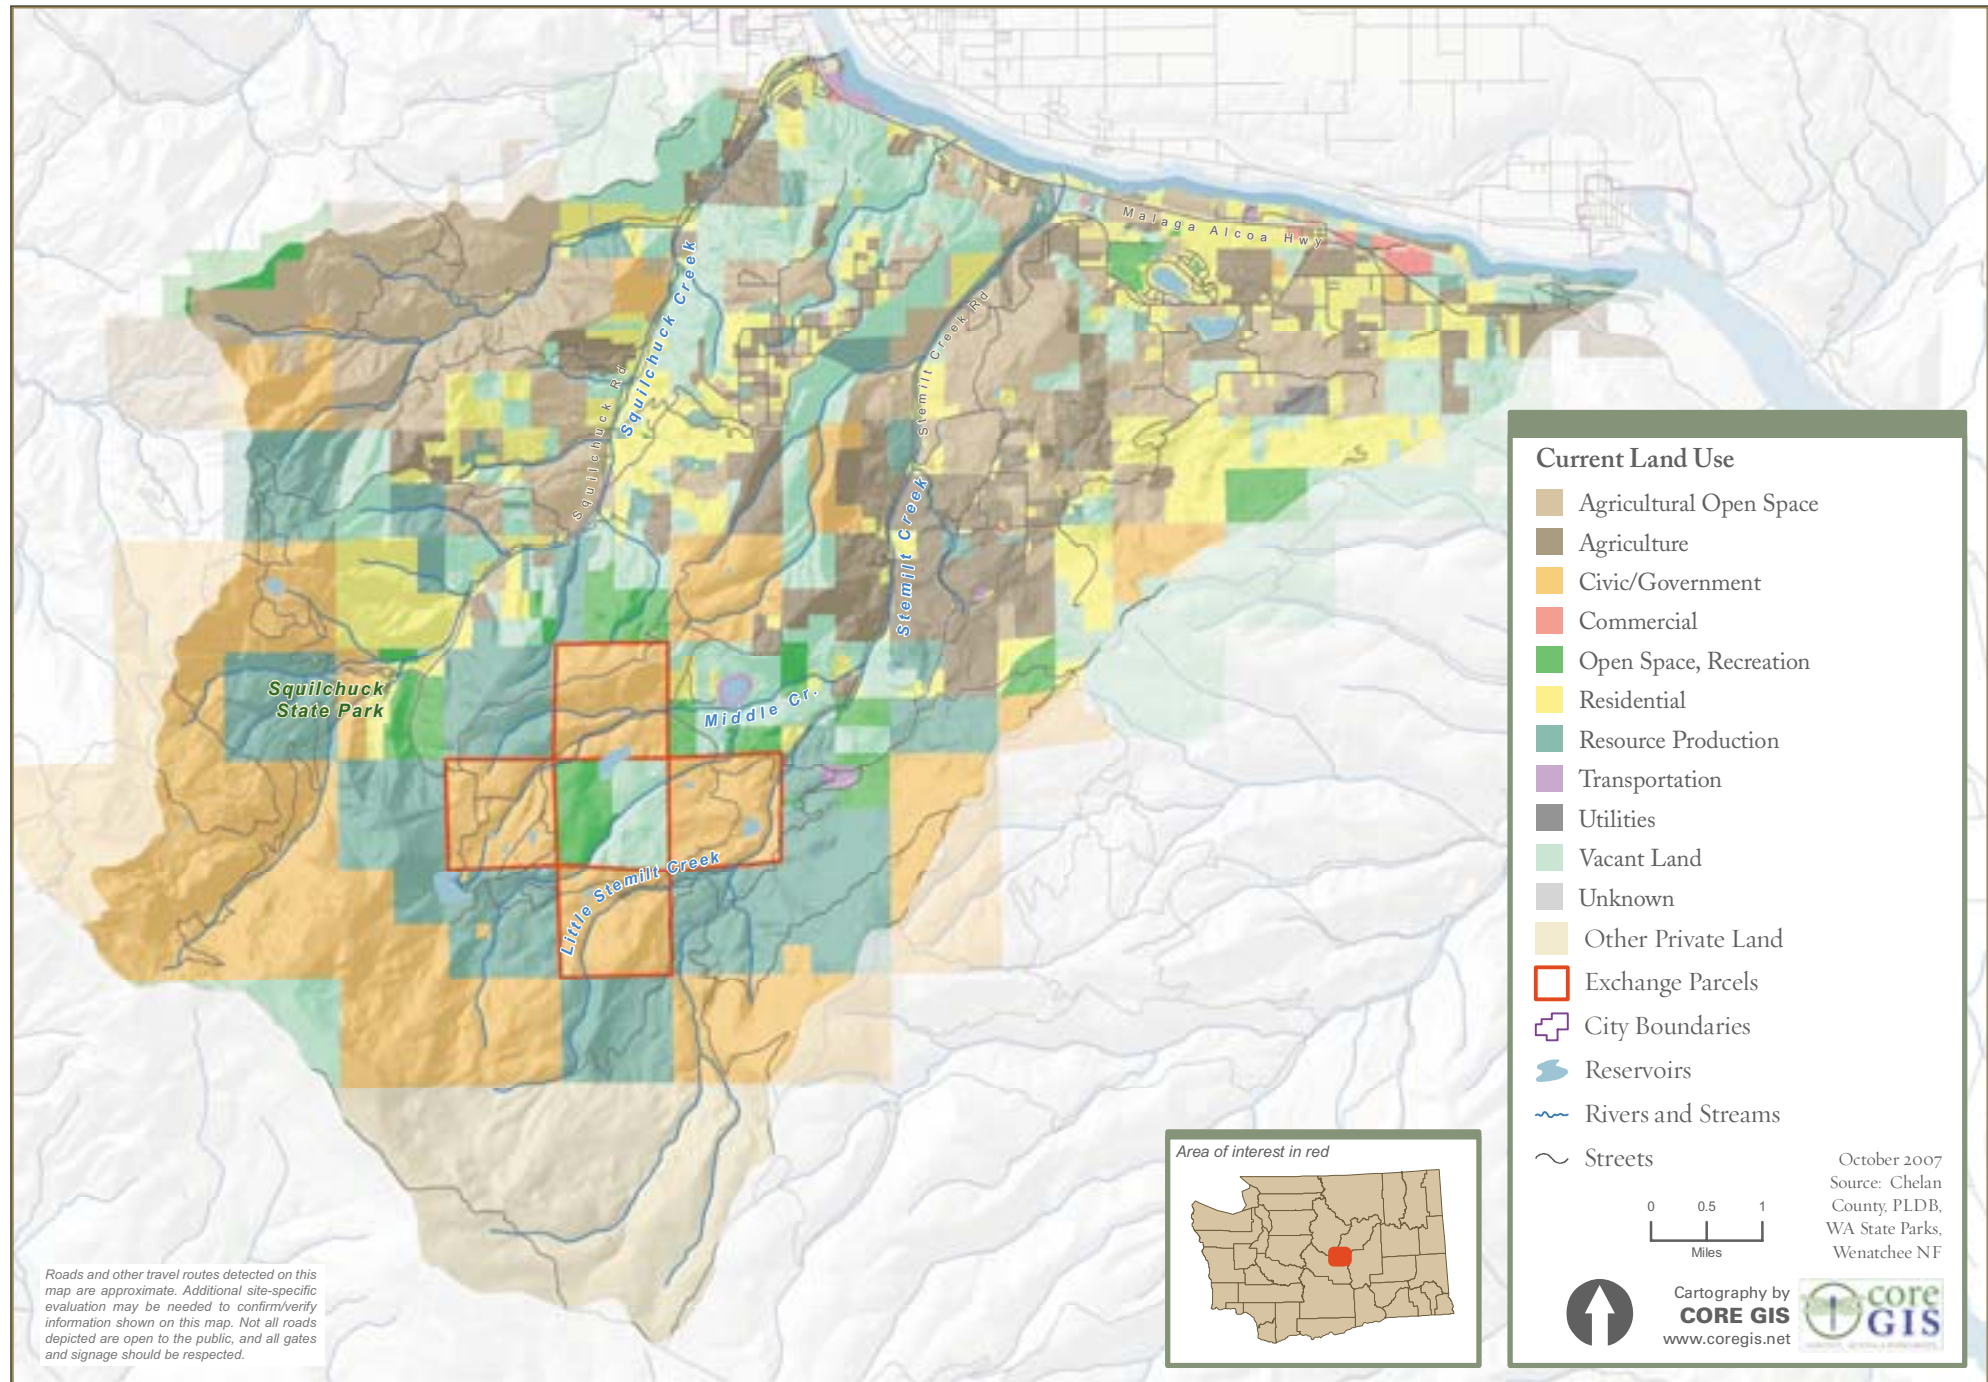 Malaga Alcoa Hwy
Squilchuck Creek
Squilchuck Rd
Stemilt Creek Rd
Stemilt Creek
Squilchuck
State Park
Middle Cr.
Little Stemilt Creek
Current Land Use
Agricultural Open Space
Agriculture
Civic/Government
Commercial
Open Space, Recreation
Residential
Resource Production
Transportation
Utilities
Vacant Land
Unknown
Other Private Land
Exchange Parcels
City Boundaries
Reservoirs
Rivers and Streams
Streets
October 2007
Source: Chelan
County, PLDB,
WA State Parks,
Wenatchee NF
0 0.5 1
Miles
Cartography by
CORE GIS
www.coregis.net
core
GIS
Area of interest in red
Roads and other travel routes detected on this
map are approximate. Additional site-specific
evaluation may be needed to confirm/verify
information shown on this map. Not all roads
depicted are open to the public, and all gates
and signage should be respected.